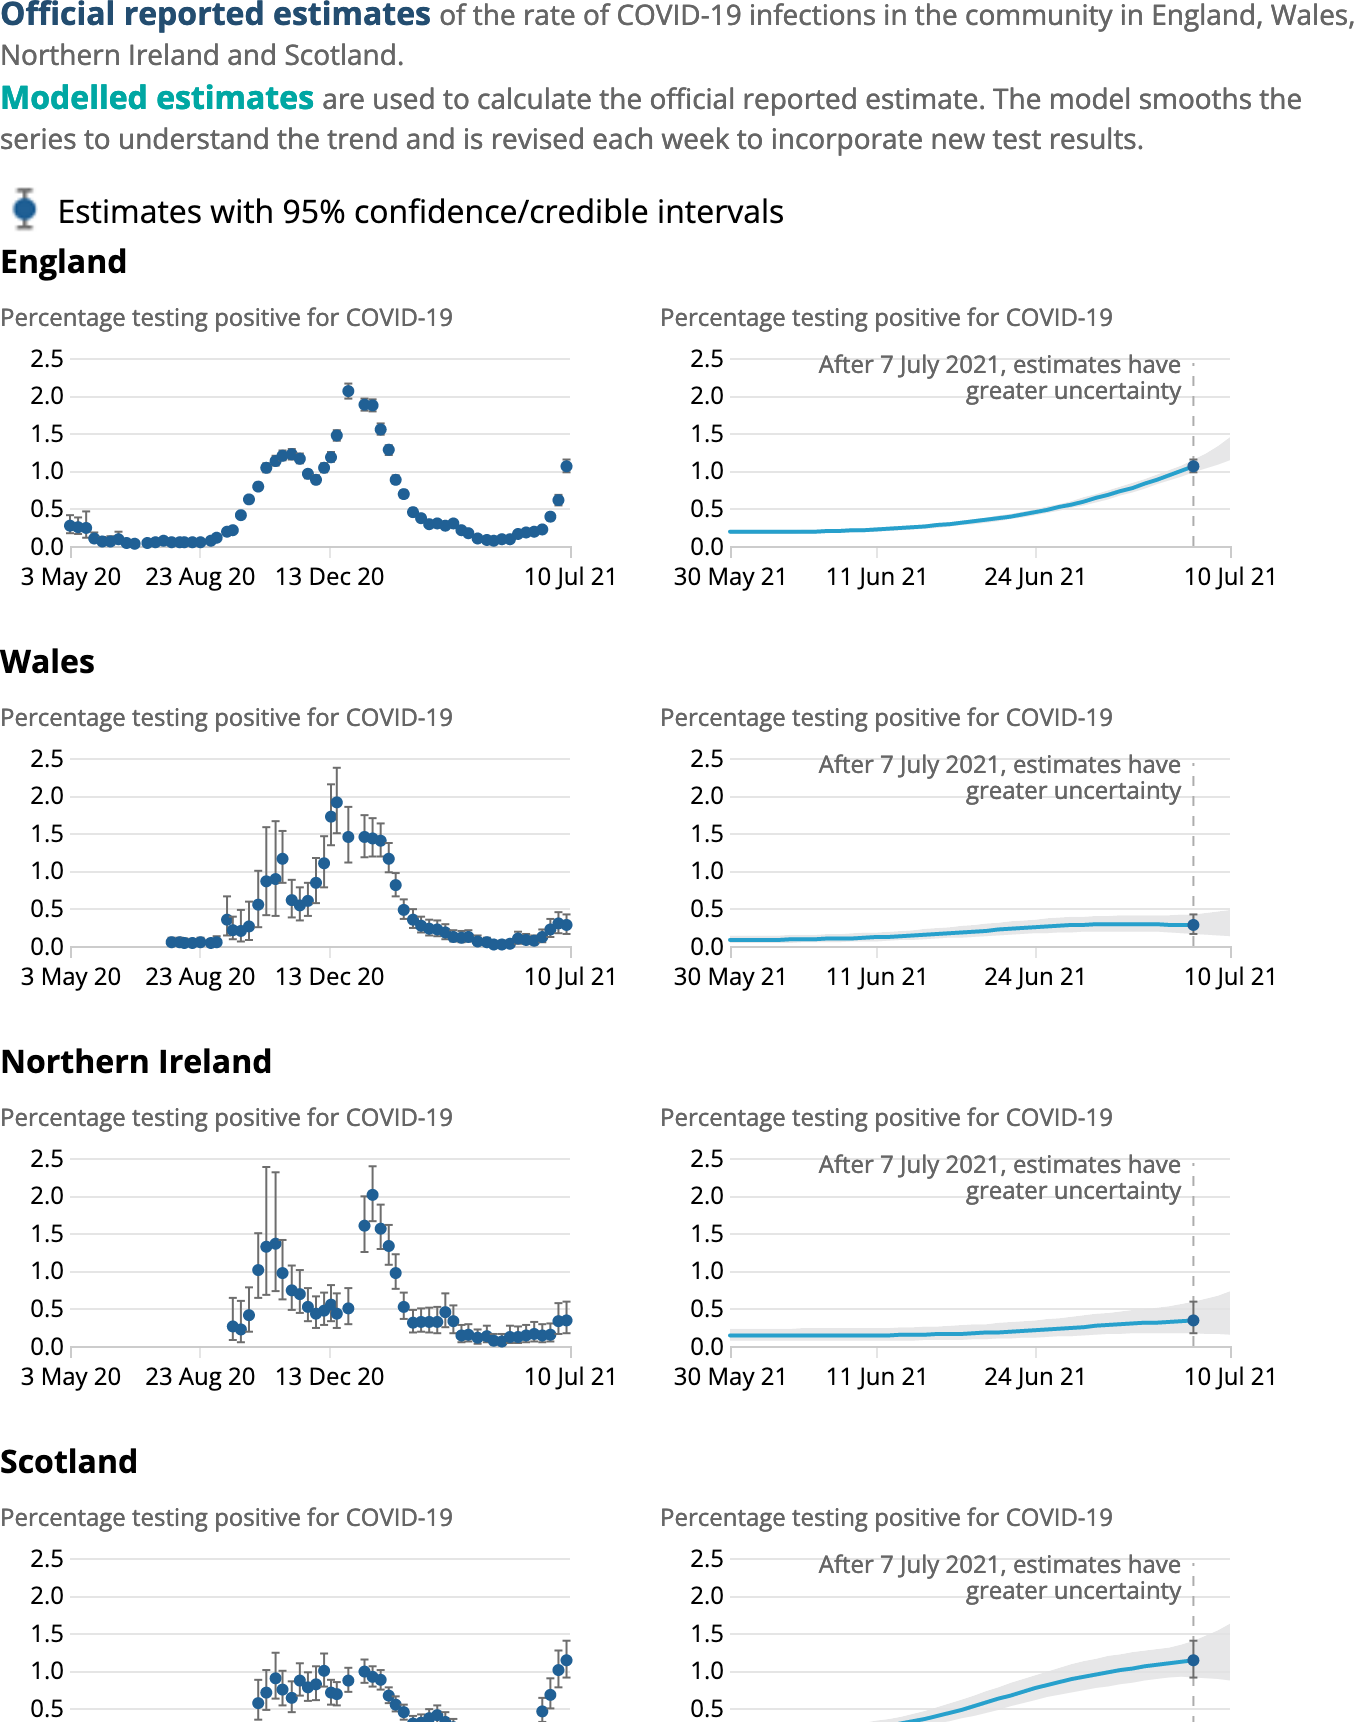 Official reported estimates of the rate of COVID-19 infections in the community in England, Wales,
Northern Ireland and Scotland.
Modelled estimates are used to calculate the official reported estimate. The model smooths the
series to understand the trend and is revised each week to incorporate new test results.
Estimates with 95% confidence/credible intervals
England
Percentage testing positive for COVID-19
2.5
2.0
1.5
1.0
0.5
0.0
3 May 20 23 Aug 20 13 Dec 20 10 Jul 21
Percentage testing positive for COVID-19
2.5
2.0
1.5
1.0
0.5
0.0
After 7 July 2021, estimates have
greater uncertainty
30 May 21 11 Jun 21 24 Jun 21 10 Jul 21
Wales
Percentage testing positive for COVID-19
2.5
2.0
1.5
1.0
0.5
0.0
3 May 20 23 Aug 20 13 Dec 20 10 Jul 21
Percentage testing positive for COVID-19
2.5
2.0
1.5
1.0
0.5
0.0
After 7 July 2021, estimates have
greater uncertainty
30 May 21 11 Jun 21 24 Jun 21 10 Jul 21
Northern Ireland
Percentage testing positive for COVID-19
2.5
2.0
1.5
1.0
0.5
0.0
3 May 20 23 Aug 20 13 Dec 20 10 Jul 21
Percentage testing positive for COVID-19
2.5
2.0
1.5
1.0
0.5
0.0
After 7 July 2021, estimates have
greater uncertainty
30 May 21 11 Jun 21 24 Jun 21 10 Jul 21
Scotland
Percentage testing positive for COVID-19
2.5
2.0
1.5
1.0
0.5
Percentage testing positive for COVID-19
2.5
2.0
1.5
1.0
0.5
After 7 July 2021, estimates have
greater uncertainty